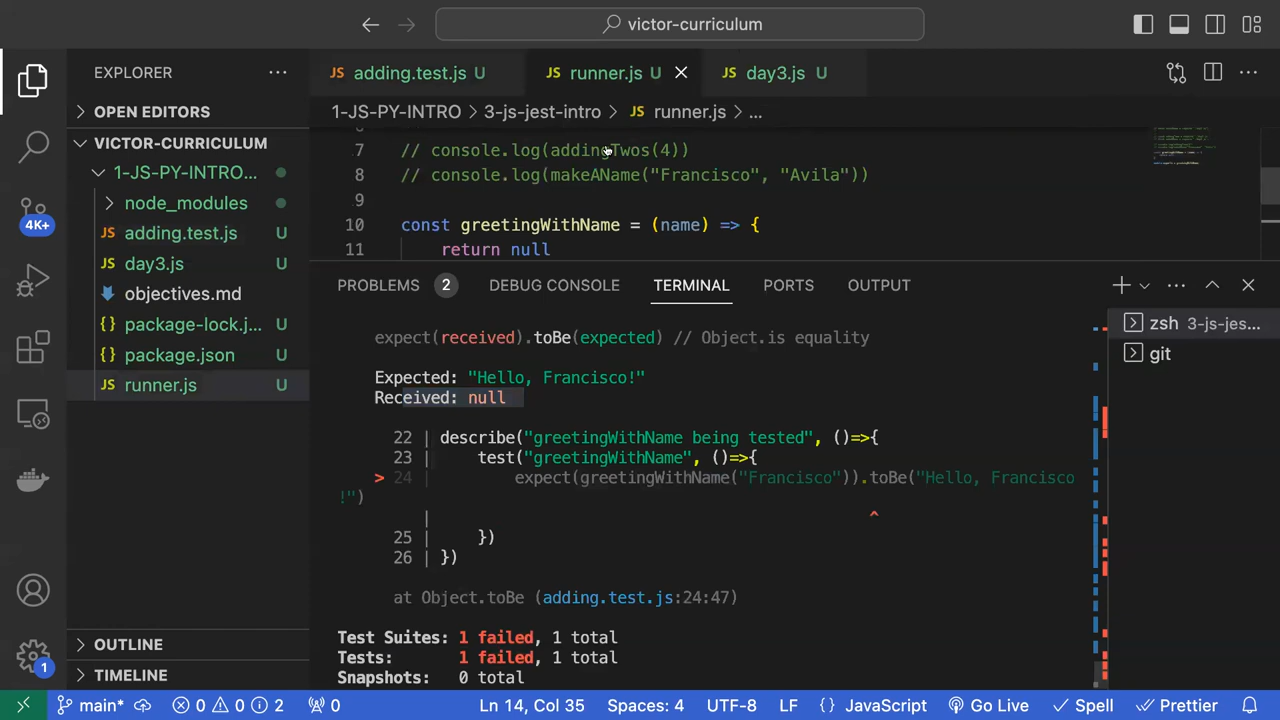 victor-curriculum
EXPLORER
adding.test.js U
runner.js U
day3.js U
OPEN EDITORS
1-JS-PY-INTRO > 3-js-jest-intro > JS runner.js > ...
VICTOR-CURRICULUM
1-JS-PY-INTRO...
node_modules
adding.test.js U
day3.js U
objectives.md
package-lock.j... U
package.json U
runner.js U
4K+
7 // console.log(addingTwos(4))
8 // console.log(makeAName("Francisco", "Avila"))
9
10 const greetingWithName = (name) => {
11 return null
PROBLEMS 2 DEBUG CONSOLE TERMINAL PORTS OUTPUT
zsh 3-js-jes...
git
expect(received).toBe(expected) // Object.is equality
Expected: "Hello, Francisco!"
Received: null
22 | describe("greetingWithName being tested", ()=>{
23 | test("greetingWithName", ()=>{
> 24 expect(greetingWithName("Francisco")).toBe("Hello, Francisco
!")
| ^
25 | })
26 | })
at Object.toBe (adding.test.js:24:47)
Test Suites: 1 failed, 1 total
Tests: 1 failed, 1 total
Snapshots: 0 total
OUTLINE
TIMELINE
1
main* 0 0 2 0 Ln 14, Col 35 Spaces: 4 UTF-8 LF {} JavaScript Go Live Spell Prettier